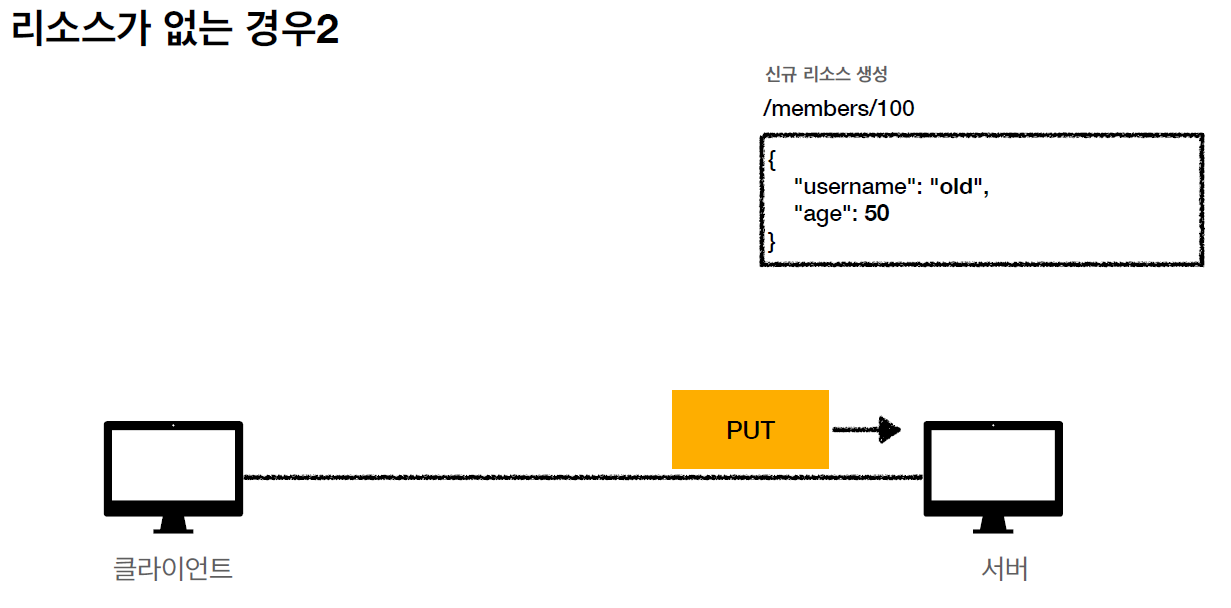 리소스가 없는 경우2
신규 리소스 생성
/members/100
{
"username": "old",
"age": 50
}
PUT
클라이언트
서버